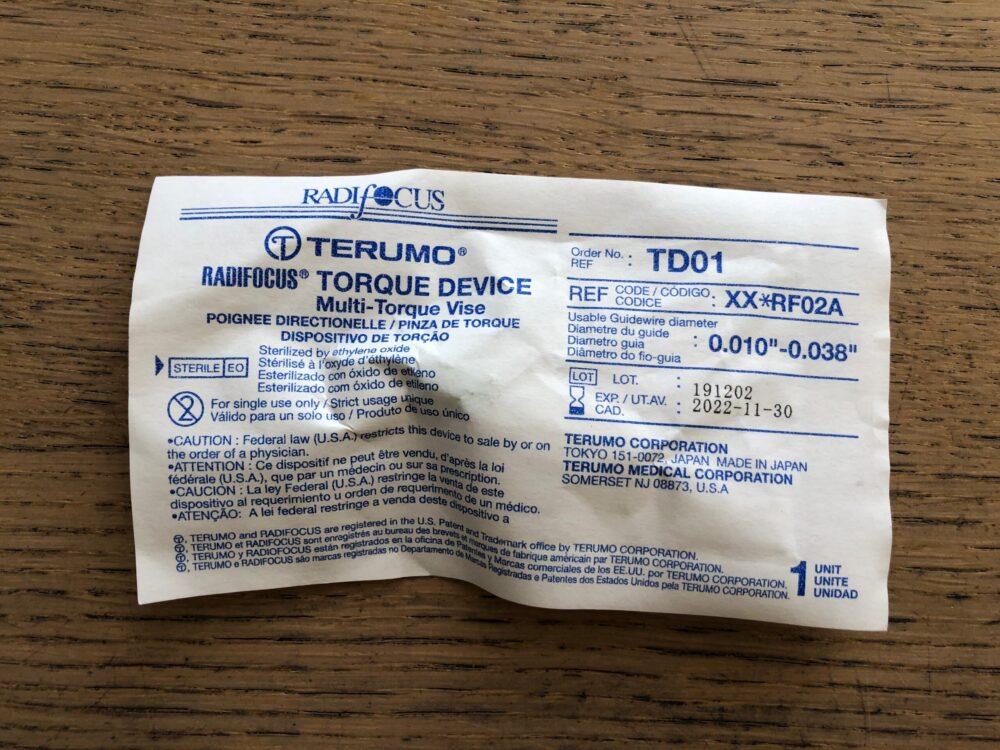 RADIFOCUS
TERUMO®
RADIFOCUS® TORQUE DEVICE
Multi-Torque Vise
POIGNEE DIRECTIONELLE / PINZA DE TORQUE
DISPOSITIVO DE TORÇÃO
STERILE EO
Sterilized by ethylene oxide
Stérilisé à l'oxyde d'éthylène
Esterilizado con óxido de etileno
Esterilizado com óxido de etileno
2
For single use only / Strict usage unique
Válido para un solo uso / Produto de uso único
•CAUTION : Federal law (U.S.A.) restricts this device to sale by or on
the order of a physician.
•ATTENTION : Ce dispositif ne peut être vendu, d'après la loi
fédérale (U.S.A.), que par un médecin ou sur sa prescription.
•CAUCIÓN : La ley Federal (U.S.A.) restringe la venta de este
dispositivo al requerimiento u orden de requerimento de un médico.
•ATENÇÃO: A lei federal restringe a venda deste dispositivo a
Order No. : TD01
REF
REF CODE / CÓDIGO : XX*RF02A
CODICE
Usable Guidewire diameter
Diametre du guide : 0.010"-0.038"
Diametro guia
Diâmetro do fio-guia
LOT LOT. : 191202
EXP. / UT.AV. : 2022-11-30
CAD.
TERUMO CORPORATION
TOKYO 151-0072, JAPAN MADE IN JAPAN
TERUMO MEDICAL CORPORATION
SOMERSET NJ 08873, U.S.A
T, TERUMO and RADIFOCUS are registered in the U.S. Patent and Trademark office by TERUMO CORPORATION.
T, TERUMO et RADIFOCUS sont enregistrés au bureau des brevets et marques de fabrique américain par TERUMO CORPORATION.
T, TERUMO y RADIOFOCUS están registrados en la oficina de Patentes y Marcas comerciales de los EE.UU. por TERUMO CORPORATION.
T, TERUMO e RADIFOCUS são marcas registradas no Departamento de Marcas Registradas e Patentes dos Estados Unidos pela TERUMO CORPORATION.
1 UNIT
UNITE
UNIDAD